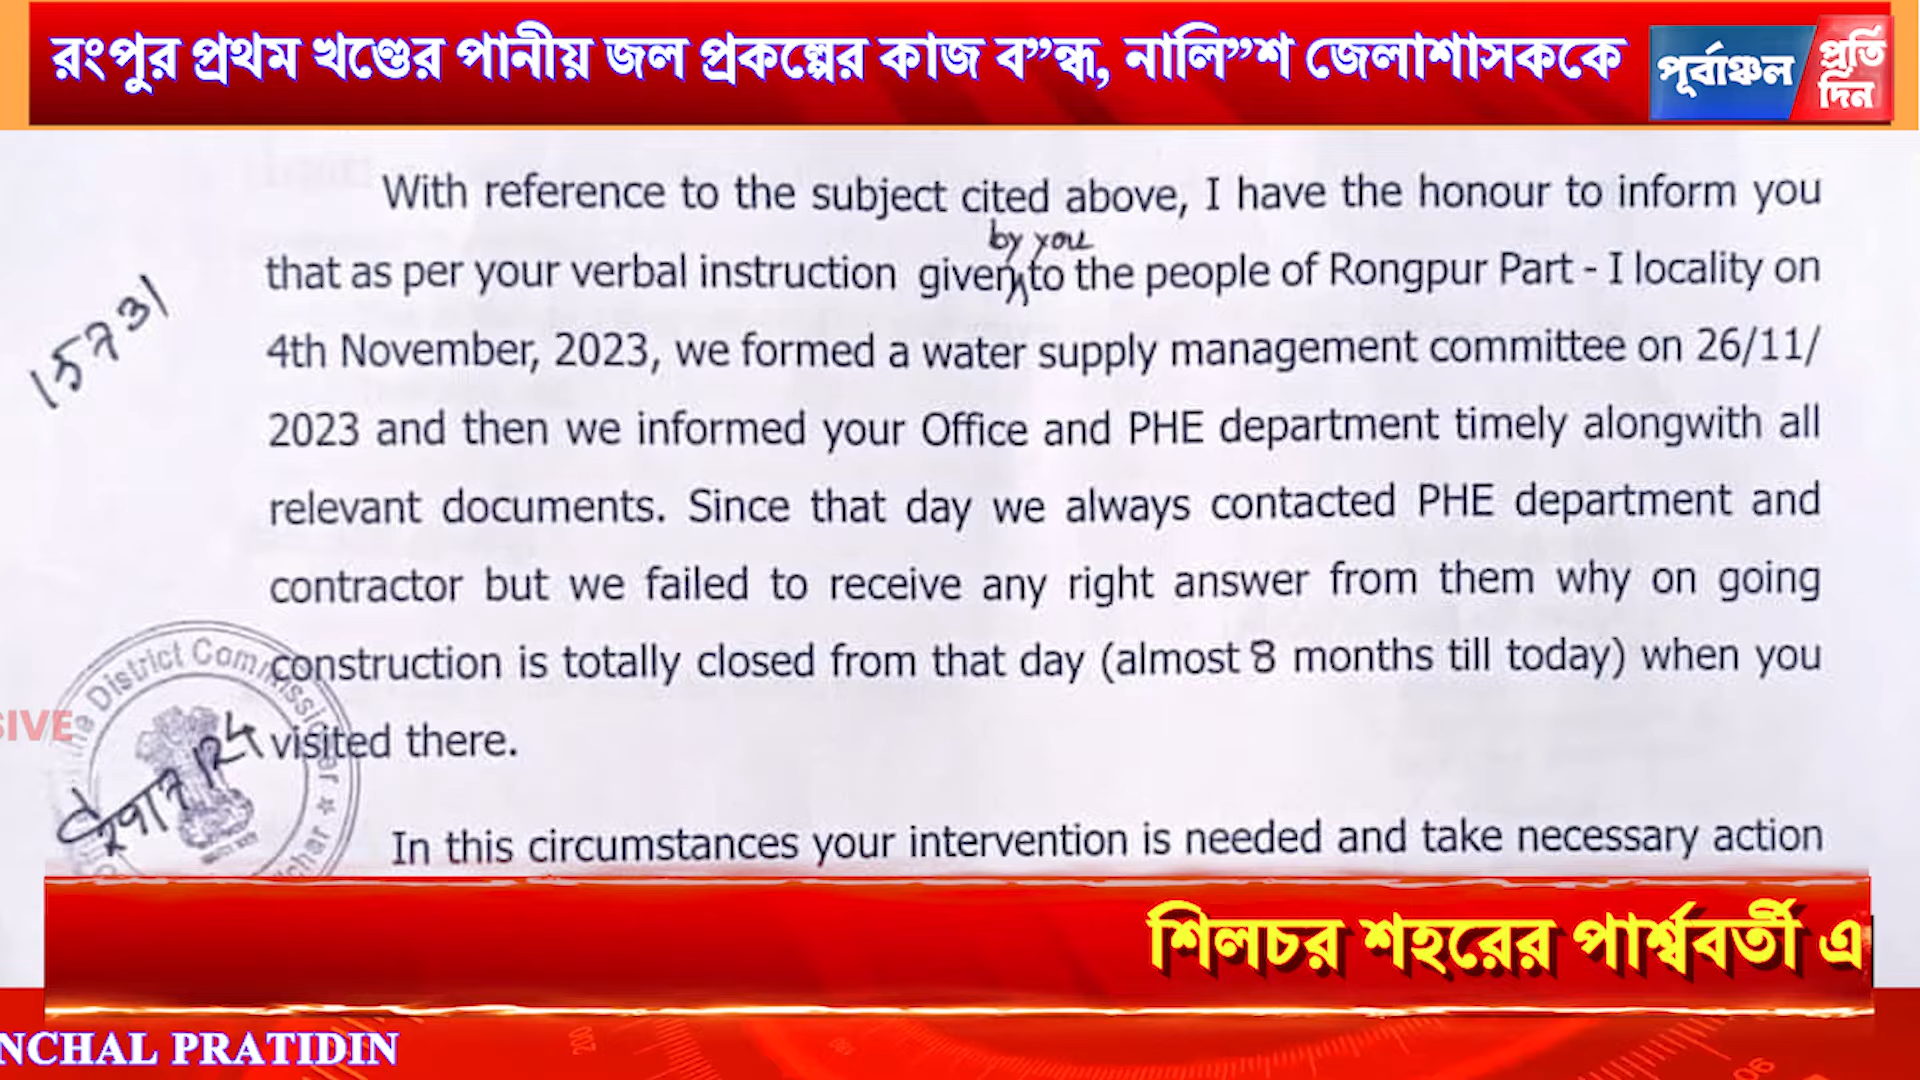 রংপুর প্রথম খণ্ডের পানীয় জল প্রকল্পের কাজ ব”ন্ধ, নালি”শ জেলাশাসককে
পূর্বাঞ্চল
প্রতি
দিন
With reference to the subject cited above, I have the honour to inform you
by you
that as per your verbal instruction given to the people of Rongpur Part - I locality on
15731
4th November, 2023, we formed a water supply management committee on 26/11/
2023 and then we informed your Office and PHE department timely alongwith all
relevant documents. Since that day we always contacted PHE department and
contractor but we failed to receive any right answer from them why on going
construction is totally closed from that day (almost 8 months till today) when you
visited there.
the District Commissioner
SIVE
In this circumstances your intervention is needed and take necessary action
শিলচর শহরের পার্শ্ববর্তী এ
NCHAL PRATIDIN